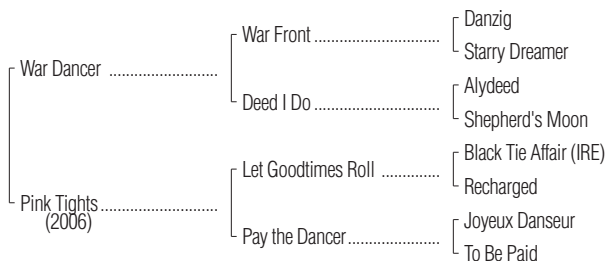 War Dancer
Pink Tights
(2006)
War Front
Deed I Do
Let Goodtimes Roll
Pay the Dancer
Danzig
Starry Dreamer
Alydeed
Shepherd's Moon
Black Tie Affair (IRE)
Recharged
Joyeux Danseur
To Be Paid